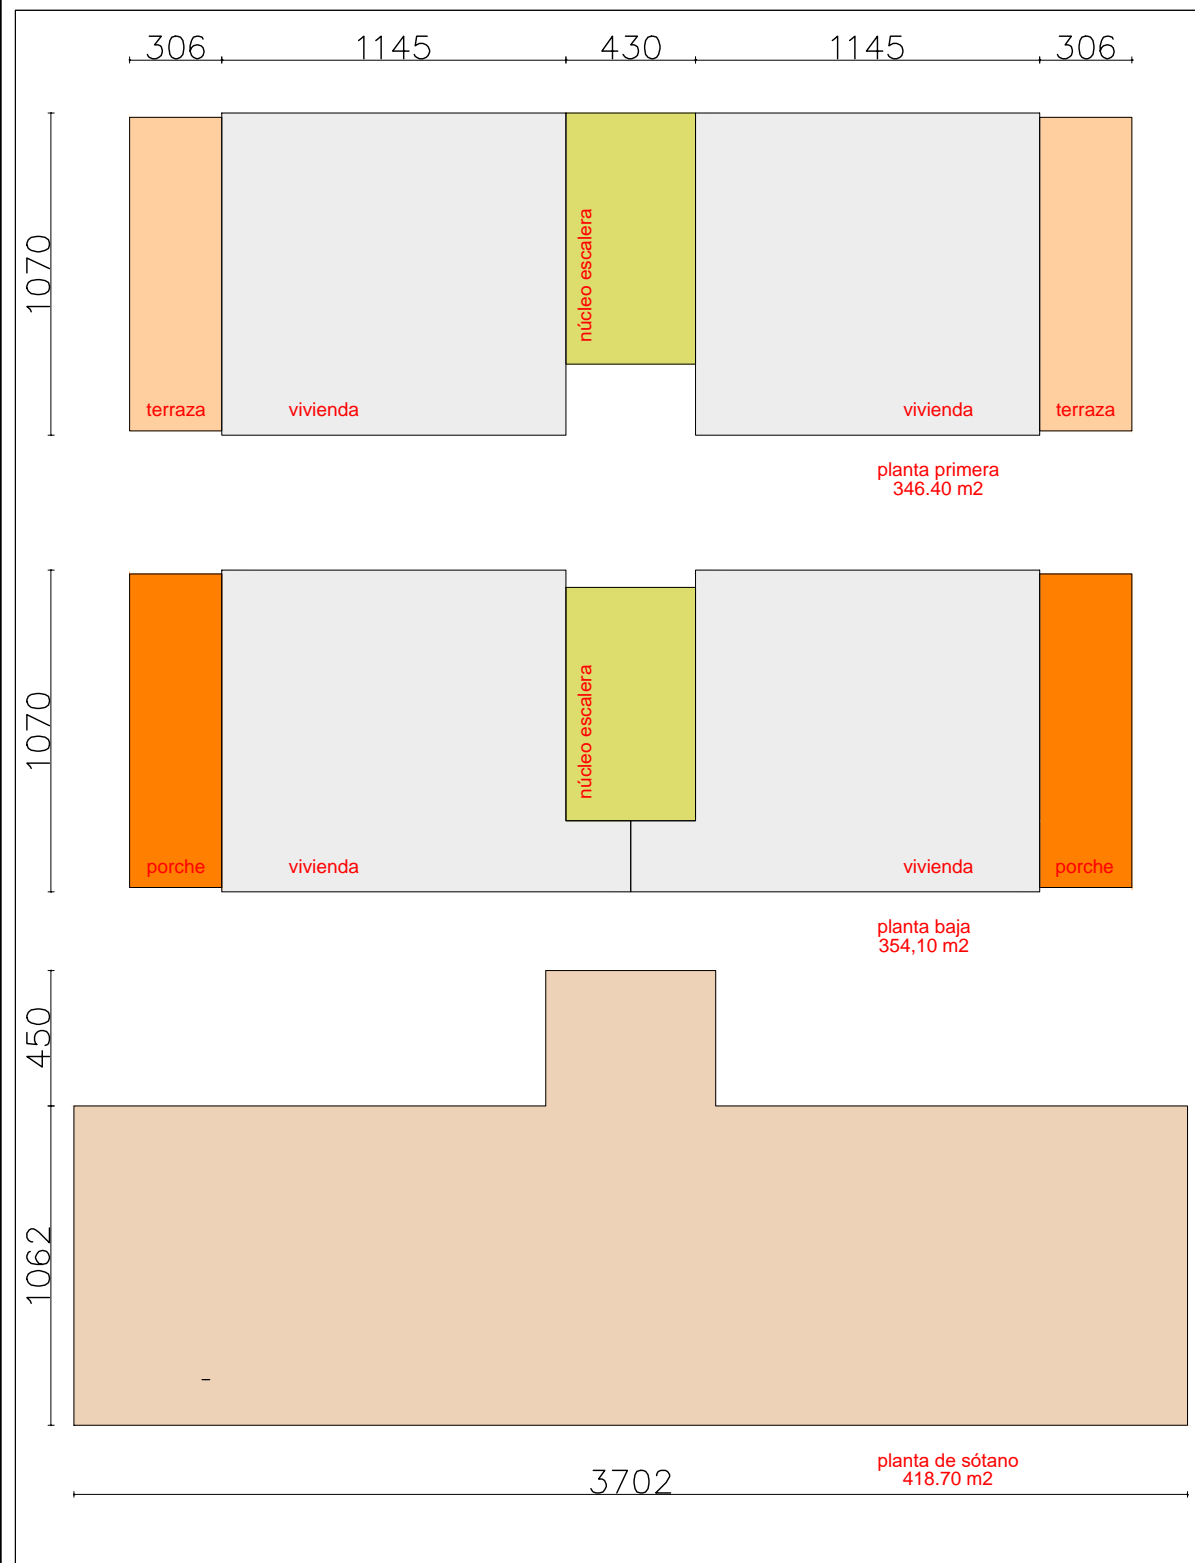 306 1145 430 1145 306
1070
núcleo escalera
terraza vivienda vivienda terraza
planta primera
346.40 m2
1070
núcleo escalera
porche vivienda vivienda porche
planta baja
354,10 m2
450
1062
planta de sótano
418.70 m2
3702